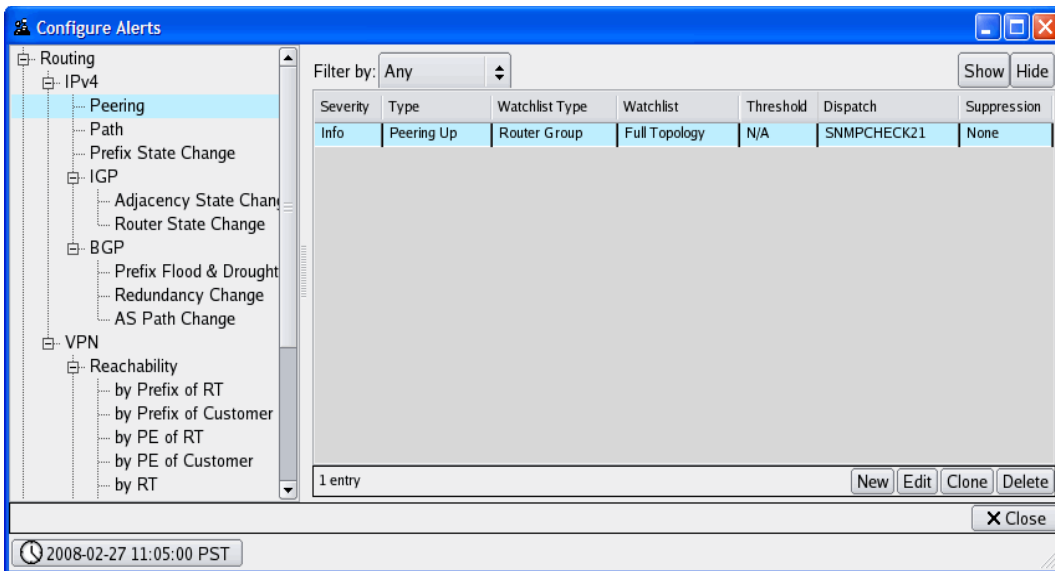 Configure Alerts
Routing
IPv4
Peering
Path
Prefix State Change
IGP
Adjacency State Chang
Router State Change
BGP
Prefix Flood & Drought
Redundancy Change
AS Path Change
VPN
Reachability
by Prefix of RT
by Prefix of Customer
by PE of RT
by PE of Customer
by RT
Filter by: Any Show Hide
Severity Type Watchlist Type Watchlist Threshold Dispatch Suppression
Info Peering Up Router Group Full Topology N/A SNMPCHECK21 None
1 entry New Edit Clone Delete
Close
2008-02-27 11:05:00 PST